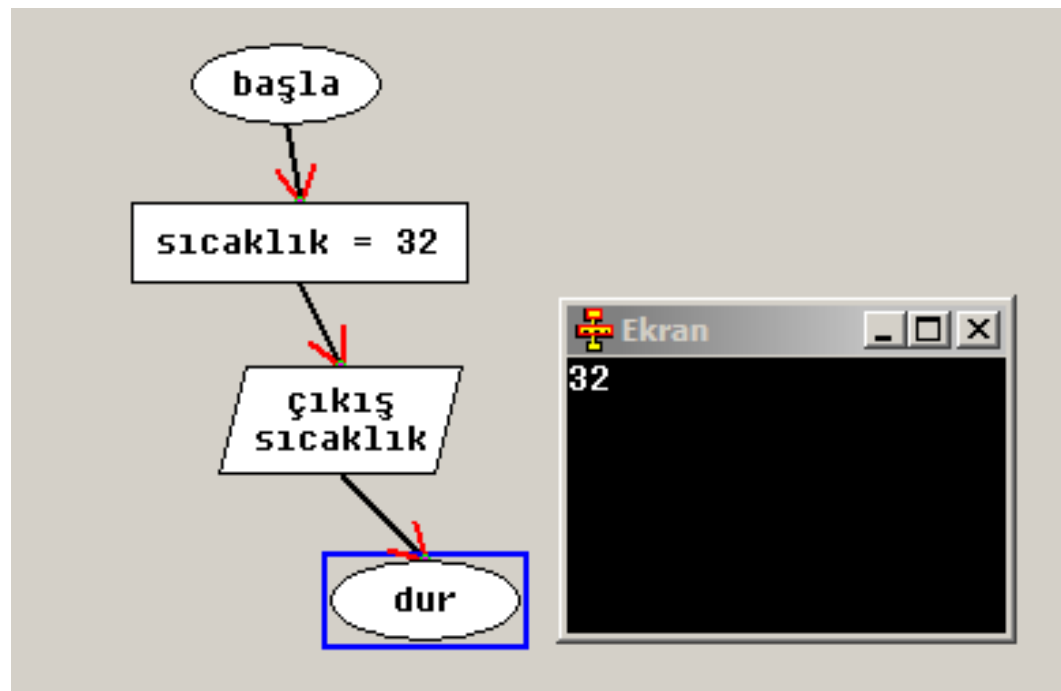 başla
sıcaklık = 32
çıkış
sıcaklık
dur
Ekran
32